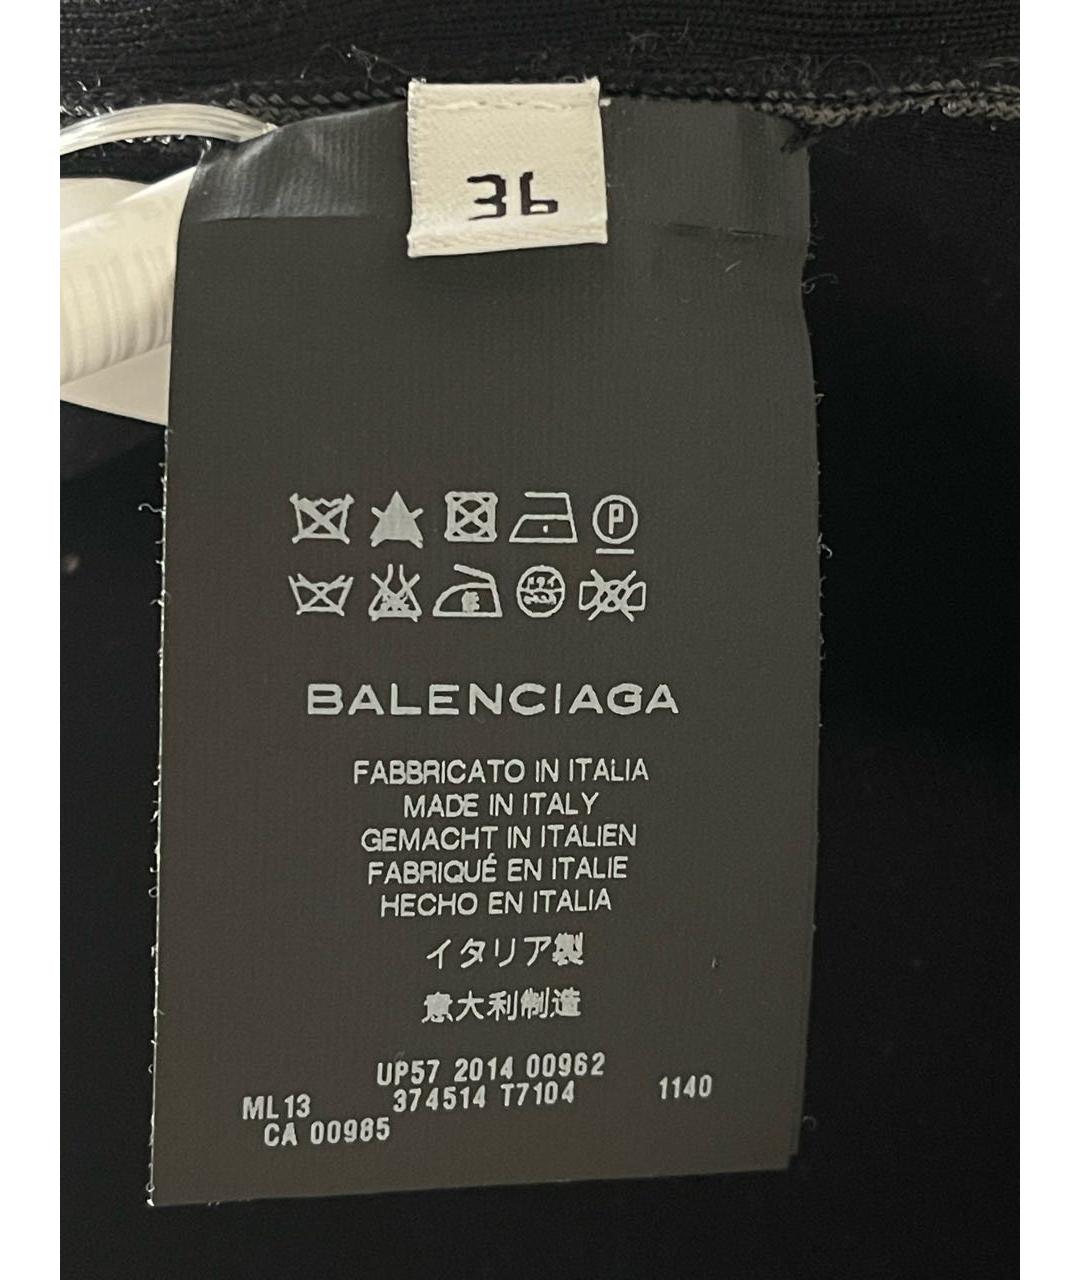 36
P
BALENCIAGA
FABBRICATO IN ITALIA
MADE IN ITALY
GEMACHT IN ITALIEN
FABRIQUÉ EN ITALIE
HECHO EN ITALIA
イタリア製
意大利制造
UP57 2014 00962
ML13 374514 T7104 1140
CA 00985